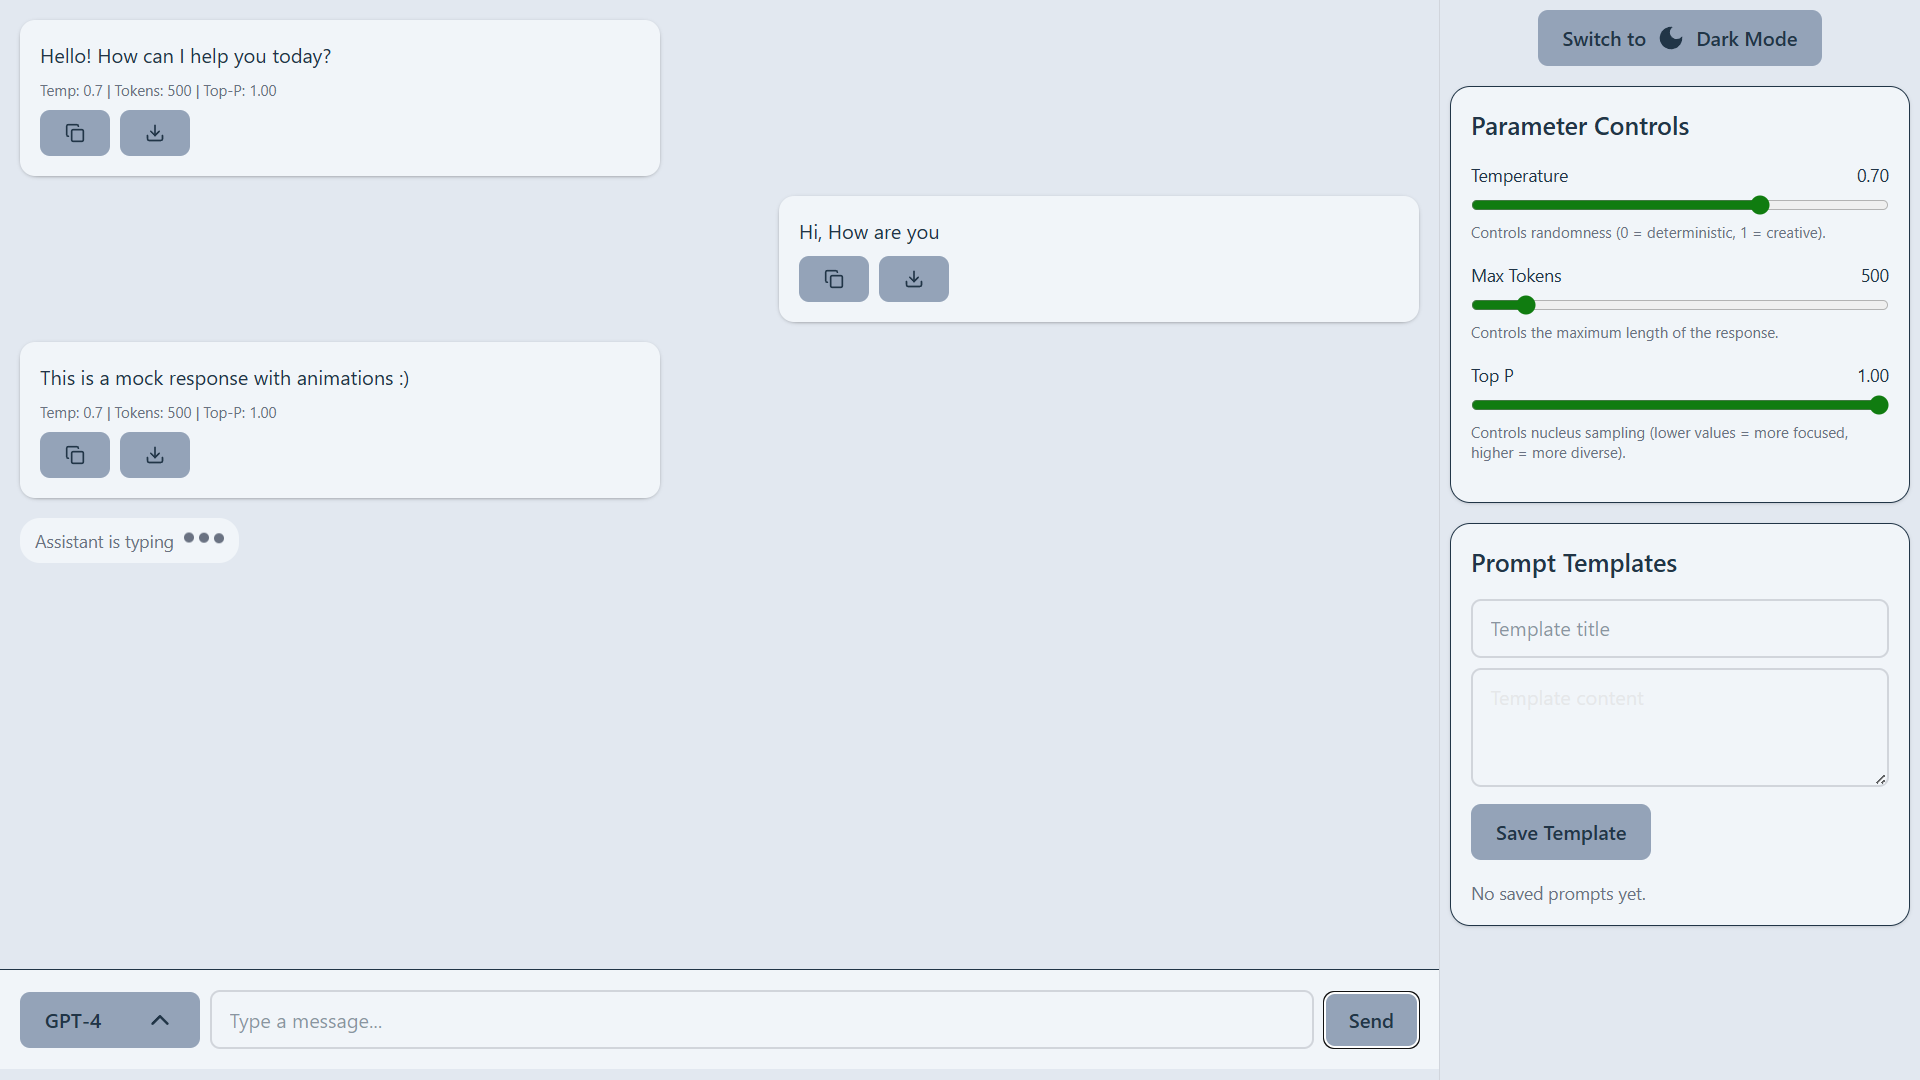 Hello! How can I help you today?
Temp: 0.7 | Tokens: 500 | Top-P: 1.00
Hi, How are you
This is a mock response with animations :)
Temp: 0.7 | Tokens: 500 | Top-P: 1.00
Assistant is typing
GPT-4
Type a message...
Send
Switch to Dark Mode
Parameter Controls
Temperature 0.70
Controls randomness (0 = deterministic, 1 = creative).
Max Tokens 500
Controls the maximum length of the response.
Top P 1.00
Controls nucleus sampling (lower values = more focused,
higher = more diverse).
Prompt Templates
Template title
Template content
Save Template
No saved prompts yet.